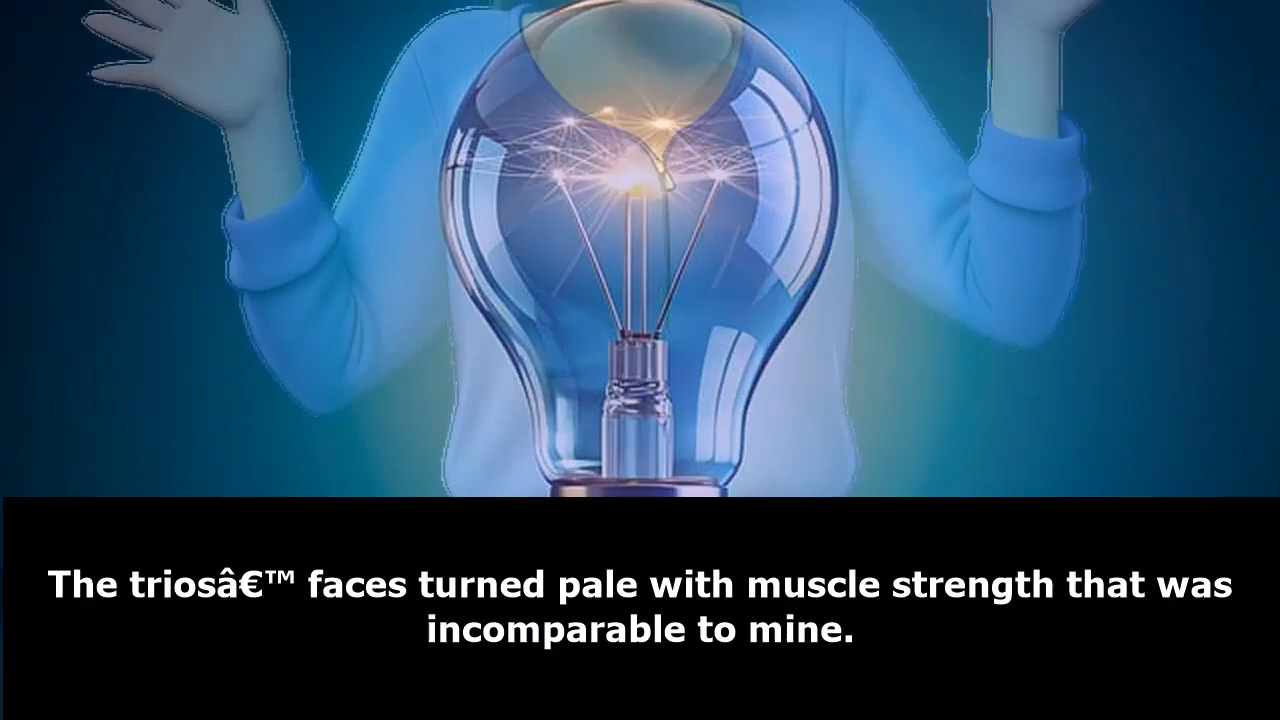 The triosâ€™ faces turned pale with muscle strength that was
incomparable to mine.